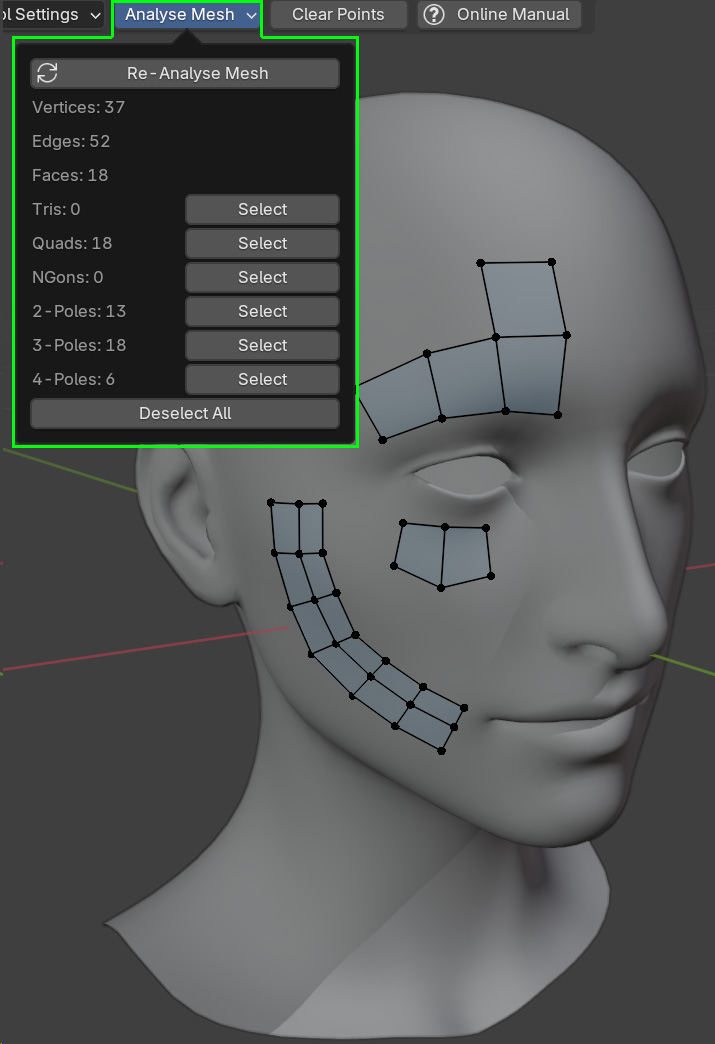 ol Settings Analyse Mesh Clear Points Online Manual
Re-Analyse Mesh
Vertices: 37
Edges: 52
Faces: 18
Tris: 0 Select
Quads: 18 Select
NGons: 0 Select
2-Poles: 13 Select
3-Poles: 18 Select
4-Poles: 6 Select
Deselect All